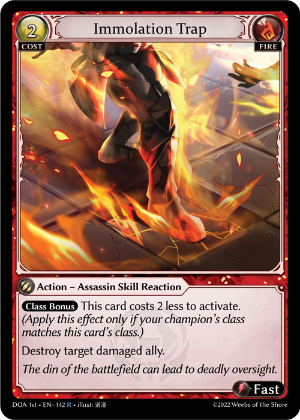 2
COST
Immolation Trap
FIRE
Action – Assassin Skill Reaction
Class Bonus This card costs 2 less to activate.
(Apply this effect only if your champion's class
matches this card's class.)
Destroy target damaged ally.
The din of the battlefield can lead to deadly oversight.
Fast
DOA 1st • EN–142 R • illust: 道湯
©2022 Weebs of the Shore